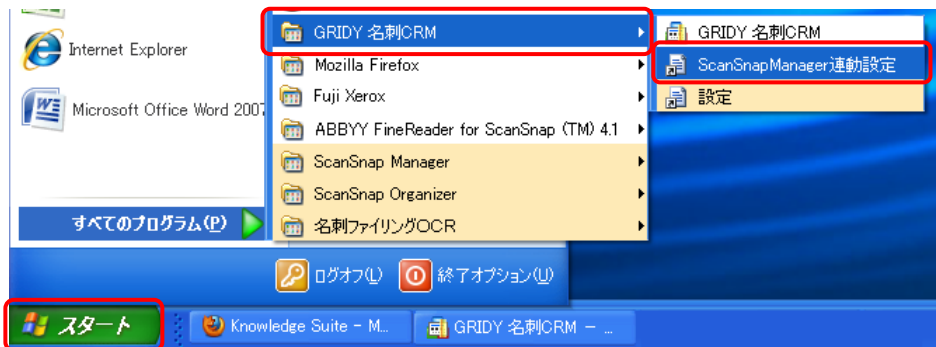 Internet Explorer
Microsoft Office Word 2007
すべてのプログラム(P)
GRIDY 名刺CRM
Mozilla Firefox
Fuji Xerox
ABBYY FineReader for ScanSnap (TM) 4.1
ScanSnap Manager
ScanSnap Organizer
名刺ファイリングOCR
GRIDY 名刺CRM
ScanSnapManager連動設定
設定
ログオフ(L)
終了オプション(U)
スタート
Knowledge Suite - M...
GRIDY 名刺CRM - ...